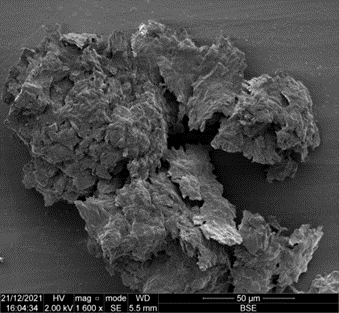 21/12/2021 HV mag ○ mode WD 50 µm
16:04:34 2.00 kV 1 600 x SE 5.5 mm BSE